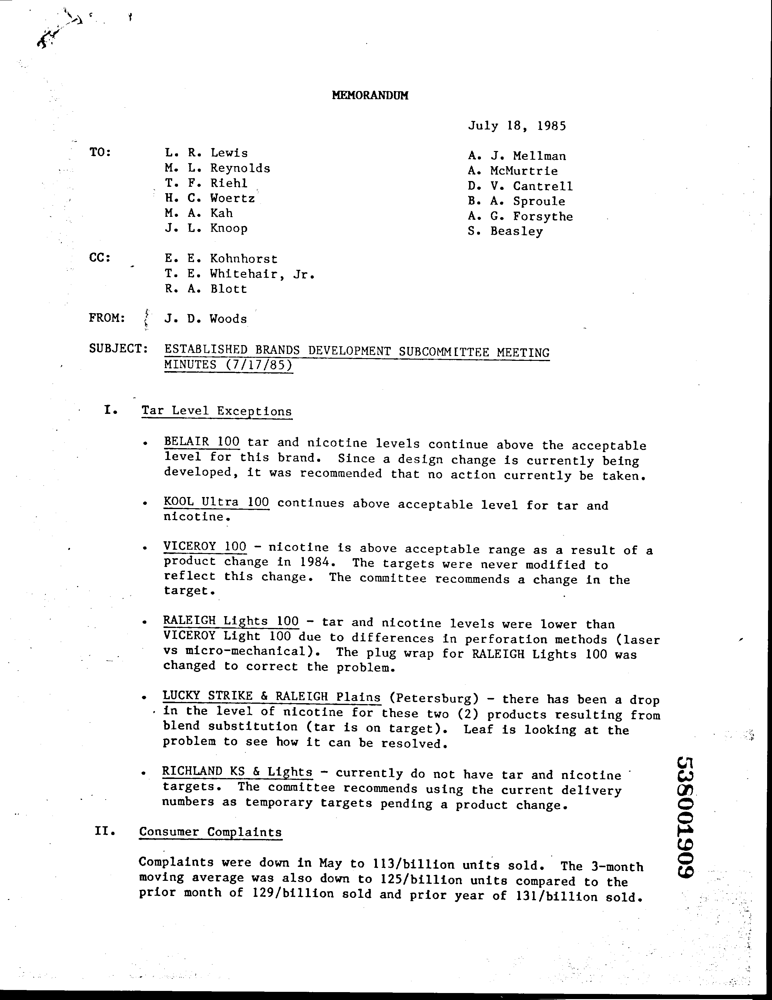 MEMORANDUM
July 18, 1985
TO: L. R. Lewis A. J. Mellman
M. L. Reynolds A. McMurtrie
T. F. Riehl D. V. Cantrell
H. C. Woertz B. A. Sproule
M. A. Kah A. G. Forsythe
J. L. Knoop S. Beasley
CC: E. E. Kohnhorst
T. E. Whitehair, Jr.
R. A. Blott
FROM: J. D. Woods
SUBJECT: ESTABLISHED BRANDS DEVELOPMENT SUBCOMMITTEE MEETING
MINUTES (7/17/85)
I. Tar Level Exceptions
• BELAIR 100 tar and nicotine levels continue above the acceptable
level for this brand. Since a design change is currently being
developed, it was recommended that no action currently be taken.
• KOOL Ultra 100 continues above acceptable level for tar and
nicotine.
• VICEROY 100 - nicotine is above acceptable range as a result of a
product change in 1984. The targets were never modified to
reflect this change. The committee recommends a change in the
target.
• RALEIGH Lights 100 - tar and nicotine levels were lower than
VICEROY Light 100 due to differences in perforation methods (laser
vs micro-mechanical). The plug wrap for RALEIGH Lights 100 was
changed to correct the problem.
• LUCKY STRIKE & RALEIGH Plains (Petersburg) - there has been a drop
in the level of nicotine for these two (2) products resulting from
blend substitution (tar is on target). Leaf is looking at the
problem to see how it can be resolved.
• RICHLAND KS & Lights - currently do not have tar and nicotine
targets. The committee recommends using the current delivery
numbers as temporary targets pending a product change.
II. Consumer Complaints
Complaints were down in May to 113/billion units sold. The 3-month
moving average was also down to 125/billion units compared to the
prior month of 129/billion sold and prior year of 131/billion sold.
538001909